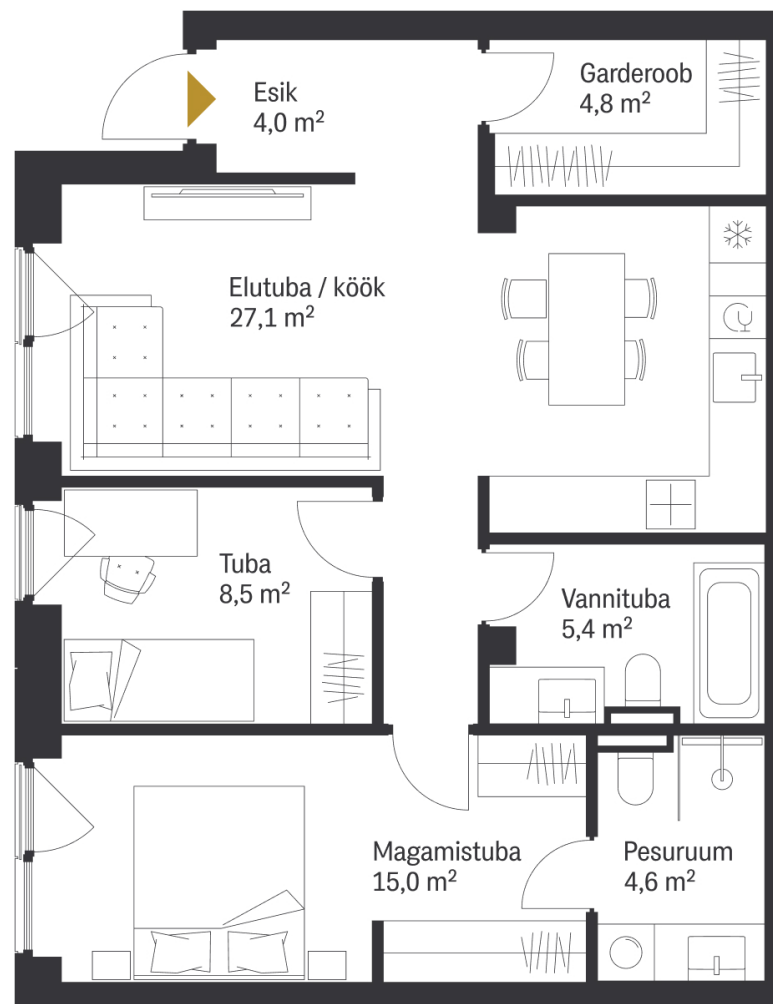 Esik
4,0 m²
Garderoob
4,8 m²
Elutuba / köök
27,1 m²
Tuba
8,5 m²
Vannituba
5,4 m²
Magamistuba
15,0 m²
Pesuruum
4,6 m²